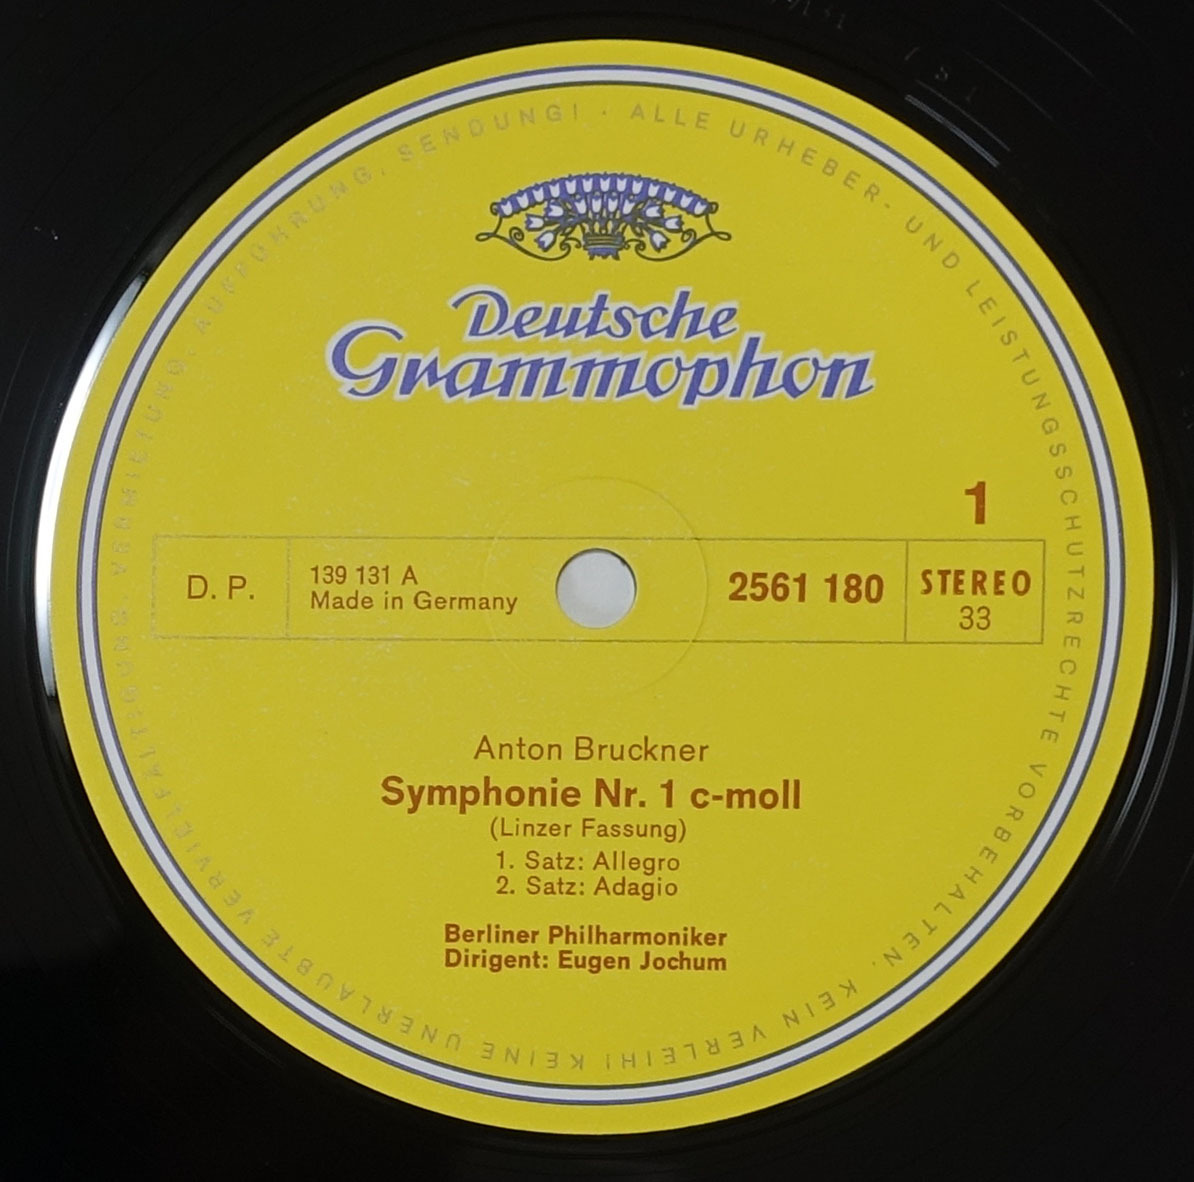 ALLE URHEBER- UND LEISTUNGSSCHUTZRECHTE VORBEHALTEN. KEIN VERLEIH! KEINE UNERLAUBTE VERVIELFÄLTIGUNG, VERMIETUNG, AUFFÜHRUNG, SENDUNG!
Deutsche
Grammophon
1
D. P.
139 131 A
Made in Germany
2561 180
STEREO
33
Anton Bruckner
Symphonie Nr. 1 c-moll
(Linzer Fassung)
1. Satz: Allegro
2. Satz: Adagio
Berliner Philharmoniker
Dirigent: Eugen Jochum